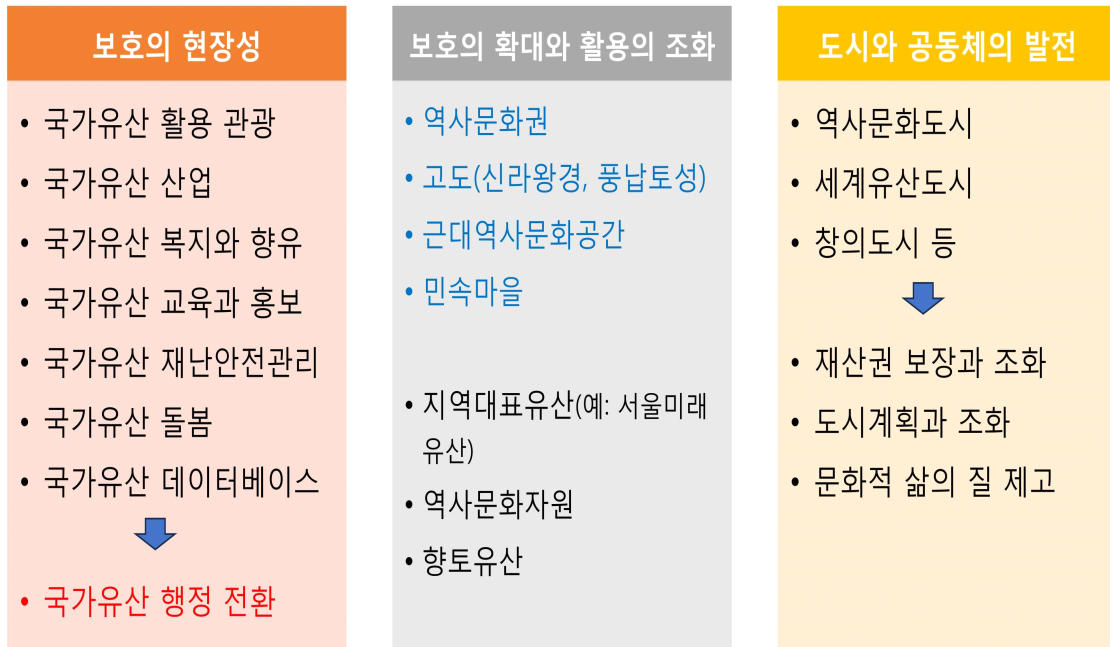 보호의 현장성
• 국가유산 활용 관광
• 국가유산 산업
• 국가유산 복지와 향유
• 국가유산 교육과 홍보
• 국가유산 재난안전관리
• 국가유산 돌봄
• 국가유산 데이터베이스
• 국가유산 행정 전환
보호의 확대와 활용의 조화
• 역사문화권
• 고도(신라왕경, 풍납토성)
• 근대역사문화공간
• 민속마을
• 지역대표유산(예: 서울미래
유산)
• 역사문화자원
• 향토유산
도시와 공동체의 발전
• 역사문화도시
• 세계유산도시
• 창의도시 등
• 재산권 보장과 조화
• 도시계획과 조화
• 문화적 삶의 질 제고